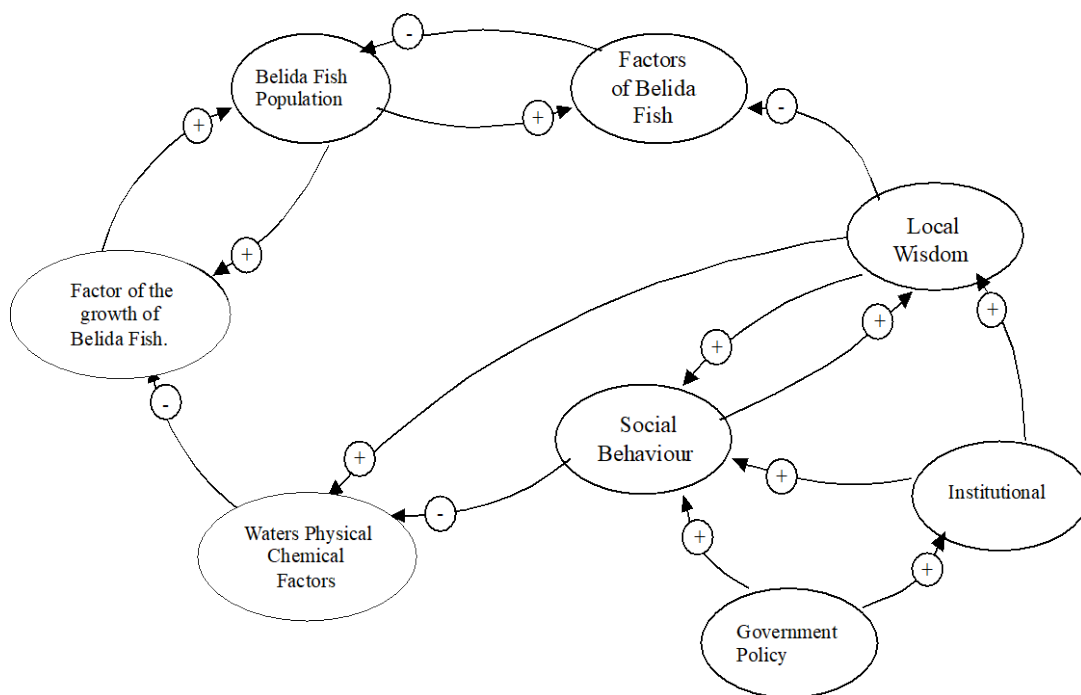 -
Belida Fish
Population
Factors
of Belida
Fish
+
+
-
+
Local
Wisdom
Factor of the
growth of
Belida Fish.
+
+
+
-
Social
Behaviour
+
+
Institutional
-
Waters Physical
Chemical
Factors
+
+
Government
Policy